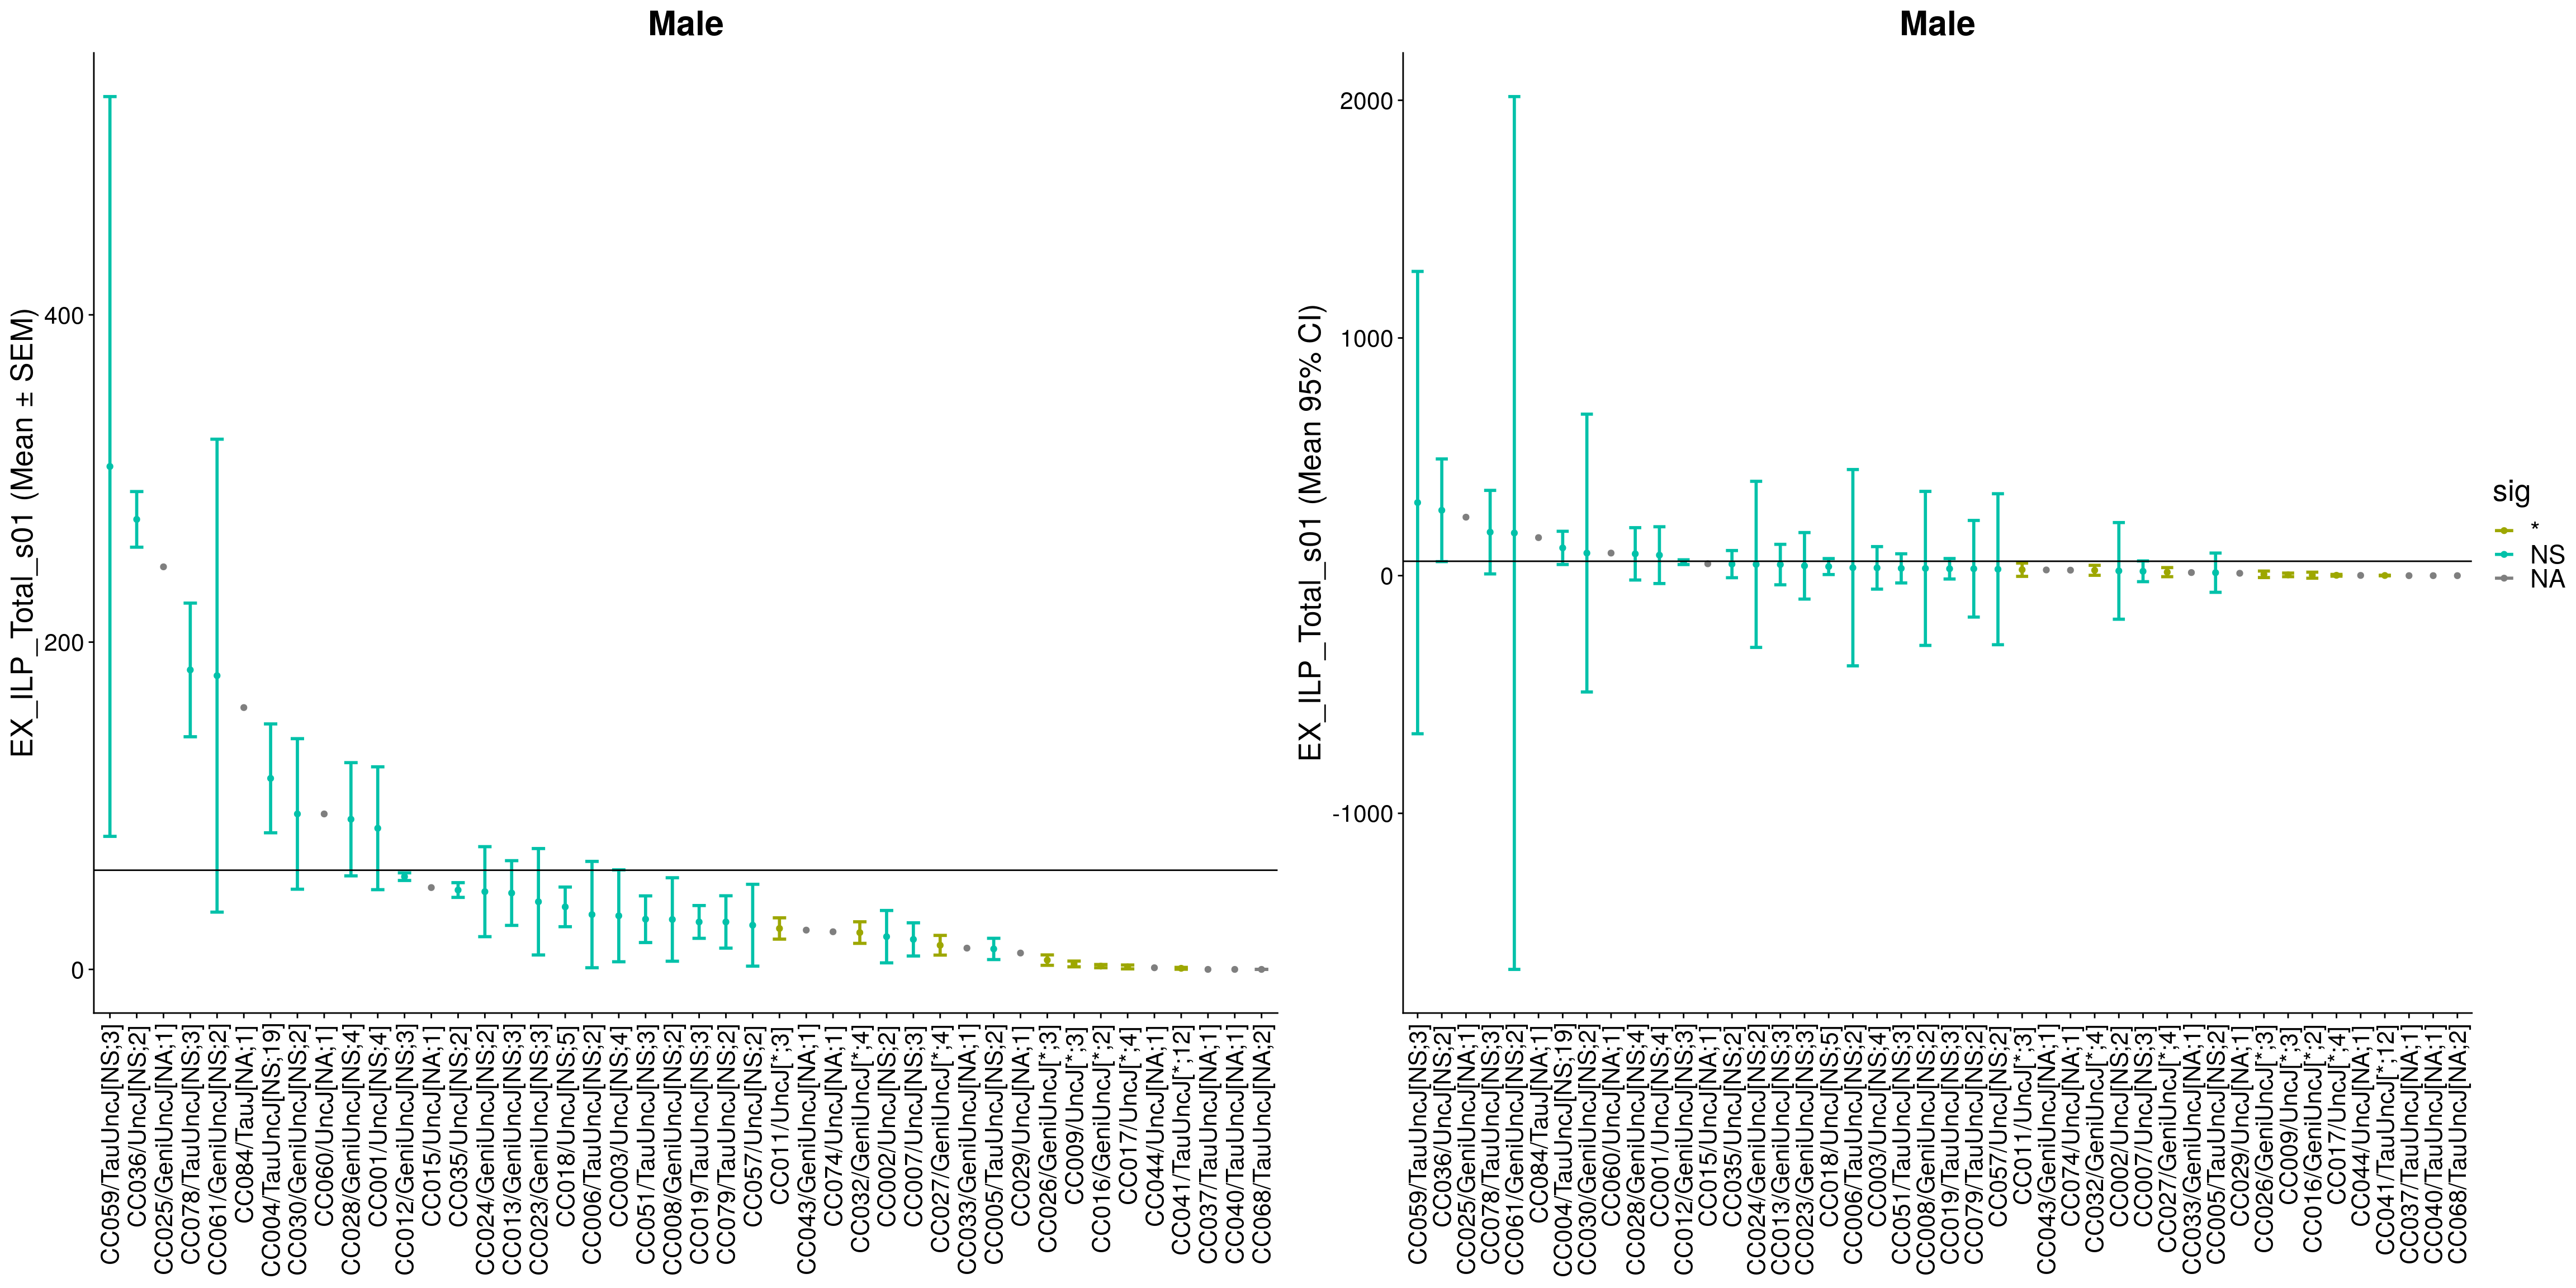 Male
EX_ILP_Total_s01 (Mean ± SEM)
400
200
0
CC059/TauUncJ[NS;3]
CC036/UncJ[NS;2]
CC025/GeniUncJ[NA;1]
CC078/TauUncJ[NS;3]
CC061/GeniUncJ[NS;2]
CC084/TauJ[NA;1]
CC004/TauUncJ[NS;19]
CC030/GeniUncJ[NS;2]
CC060/UncJ[NA;1]
CC028/GeniUncJ[NS;4]
CC001/UncJ[NS;4]
CC012/GeniUncJ[NS;3]
CC015/UncJ[NA;1]
CC035/UncJ[NS;2]
CC024/GeniUncJ[NS;2]
CC013/GeniUncJ[NS;3]
CC023/GeniUncJ[NS;3]
CC018/UncJ[NS;5]
CC006/TauUncJ[NS;2]
CC003/UncJ[NS;4]
CC051/TauUncJ[NS;3]
CC008/GeniUncJ[NS;2]
CC019/TauUncJ[NS;3]
CC079/TauUncJ[NS;2]
CC057/UncJ[NS;2]
CC011/UncJ[*;3]
CC043/GeniUncJ[NA;1]
CC074/UncJ[NA;1]
CC032/GeniUncJ[*;4]
CC002/UncJ[NS;2]
CC007/UncJ[NS;3]
CC027/GeniUncJ[*;4]
CC033/GeniUncJ[NA;1]
CC005/TauUncJ[NS;2]
CC029/UncJ[NA;1]
CC026/GeniUncJ[*;3]
CC009/UncJ[*;3]
CC016/GeniUncJ[*;2]
CC017/UncJ[*;4]
CC044/UncJ[NA;1]
CC041/TauUncJ[*;12]
CC037/TauUncJ[NA;1]
CC040/TauUncJ[NA;1]
CC068/TauUncJ[NA;2]
Male
EX_ILP_Total_s01 (Mean 95% CI)
2000
1000
0
-1000
CC059/TauUncJ[NS;3]
CC036/UncJ[NS;2]
CC025/GeniUncJ[NA;1]
CC078/TauUncJ[NS;3]
CC061/GeniUncJ[NS;2]
CC084/TauJ[NA;1]
CC004/TauUncJ[NS;19]
CC030/GeniUncJ[NS;2]
CC060/UncJ[NA;1]
CC028/GeniUncJ[NS;4]
CC001/UncJ[NS;4]
CC012/GeniUncJ[NS;3]
CC015/UncJ[NA;1]
CC035/UncJ[NS;2]
CC024/GeniUncJ[NS;2]
CC013/GeniUncJ[NS;3]
CC023/GeniUncJ[NS;3]
CC018/UncJ[NS;5]
CC006/TauUncJ[NS;2]
CC003/UncJ[NS;4]
CC051/TauUncJ[NS;3]
CC008/GeniUncJ[NS;2]
CC019/TauUncJ[NS;3]
CC079/TauUncJ[NS;2]
CC057/UncJ[NS;2]
CC011/UncJ[*;3]
CC043/GeniUncJ[NA;1]
CC074/UncJ[NA;1]
CC032/GeniUncJ[*;4]
CC002/UncJ[NS;2]
CC007/UncJ[NS;3]
CC027/GeniUncJ[*;4]
CC033/GeniUncJ[NA;1]
CC005/TauUncJ[NS;2]
CC029/UncJ[NA;1]
CC026/GeniUncJ[*;3]
CC009/UncJ[*;3]
CC016/GeniUncJ[*;2]
CC017/UncJ[*;4]
CC044/UncJ[NA;1]
CC041/TauUncJ[*;12]
CC037/TauUncJ[NA;1]
CC040/TauUncJ[NA;1]
CC068/TauUncJ[NA;2]
sig
*
NS
NA